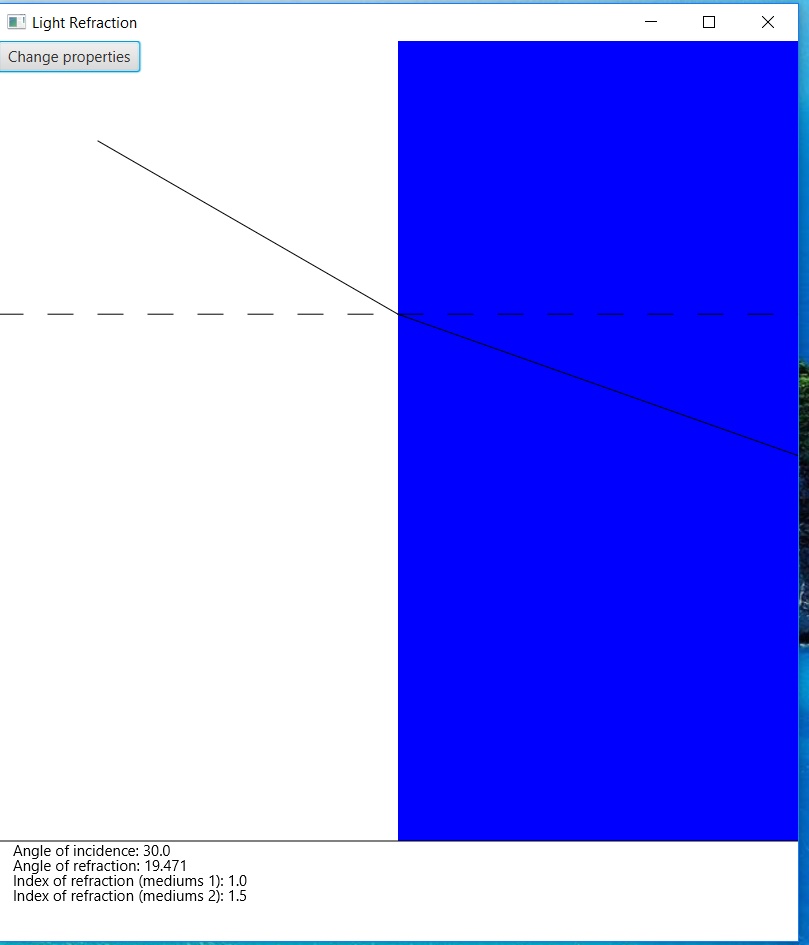 Light Refraction
Change properties
Angle of incidence: 30.0
Angle of refraction: 19.471
Index of refraction (mediums 1): 1.0
Index of refraction (mediums 2): 1.5